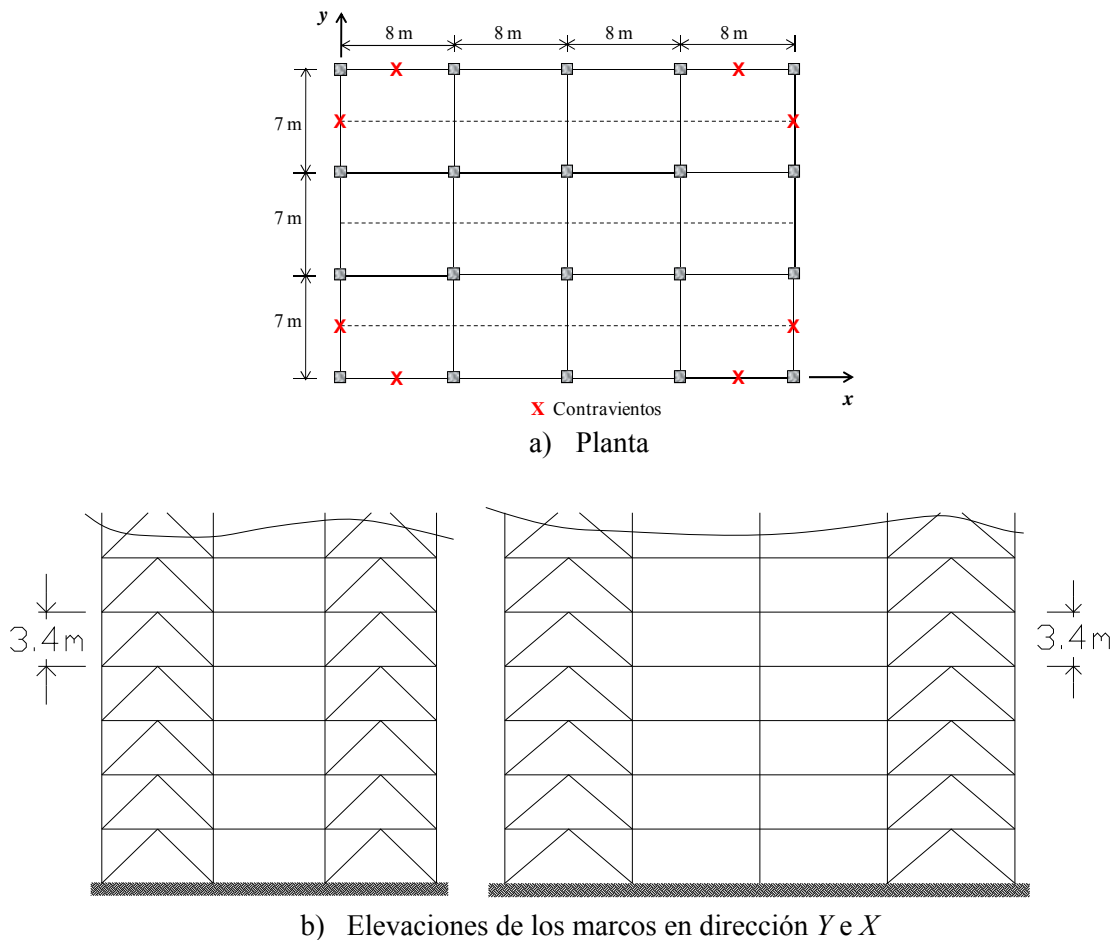 y
8 m 8 m 8 m 8 m
7 m
7 m
7 m
x
X Contravientos
a) Planta
3.4m 3.4m
b) Elevaciones de los marcos en dirección Y e X